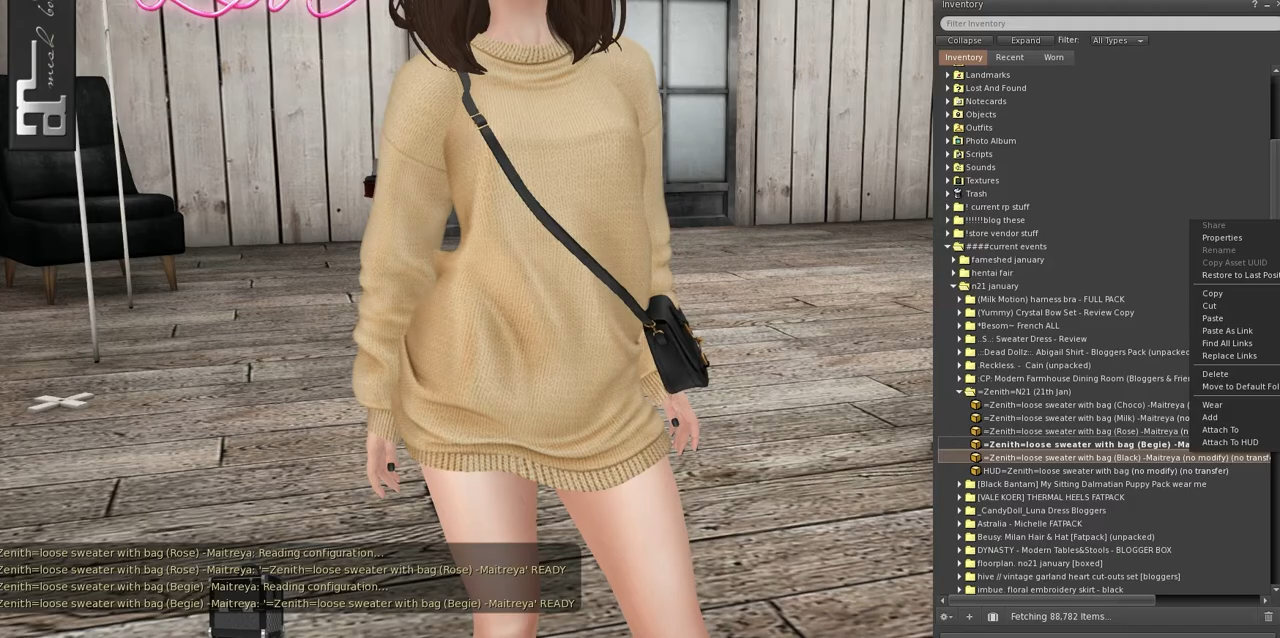 mesh bo
Inventory
?
Filter Inventory
Collapse Expand Filter: All Types
Inventory Recent Worn
Landmarks
Lost And Found
Notecards
Objects
Outfits
Photo Album
Scripts
Sounds
Textures
Trash
! current rp stuff
!!!!!!blog these
!store vendor stuff
####current events
fameshed january
hentai fair
n21 january
(Milk Motion) harness bra - FULL PACK
(Yummy) Crystal Bow Set - Review Copy
*Besom~ French ALL
..S..: Sweater Dress - Review
.::Dead Dollz::. Abigail Shirt - Bloggers Pack (unpacked
.Reckless. - Cain (unpacked)
:CP: Modern Farmhouse Dining Room (Bloggers & Frie
=Zenith=N21 (21th Jan)
=Zenith=loose sweater with bag (Choco) -Maitreya (
=Zenith=loose sweater with bag (Milk) -Maitreya (no
=Zenith=loose sweater with bag (Rose) -Maitreya (n
=Zenith=loose sweater with bag (Begie) -Ma
=Zenith=loose sweater with bag (Black) -Maitreya (no modify) (no transf
HUD=Zenith=loose sweater with bag (no modify) (no transfer)
[Black Bantam] My Sitting Dalmatian Puppy Pack wear me
[VALE KOER] THERMAL HEELS FATPACK
_CandyDoll_Luna Dress Bloggers
Astralia - Michelle FATPACK
Beusy: Milan Hair & Hat [Fatpack] (unpacked)
DYNASTY - Modern Tables&Stools - BLOGGER BOX
floorplan. no21 january [boxed]
hive // vintage garland heart cut-outs set [bloggers]
imbue. floral embroidery skirt - black
Fetching 88,782 Items...
Share
Properties
Rename
Copy Asset UUID
Restore to Last Posit
Copy
Cut
Paste
Paste As Link
Find All Links
Replace Links
Delete
Move to Default Fol
Wear
Add
Attach To
Attach To HUD
Zenith=loose sweater with bag (Rose) -Maitreya: Reading configuration...
Zenith=loose sweater with bag (Rose) -Maitreya: '=Zenith=loose sweater with bag (Rose) -Maitreya' READY
Zenith=loose sweater with bag (Begie) -Maitreya: Reading configuration...
Zenith=loose sweater with bag (Begie) -Maitreya: '=Zenith=loose sweater with bag (Begie) -Maitreya' READY